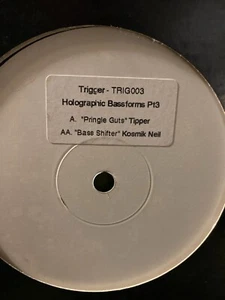 Trigger - TRIG003
Holographic Bassforms Pt3
A. "Pringle Guts" Tipper
AA. "Bass Shifter" Kosmik Neil